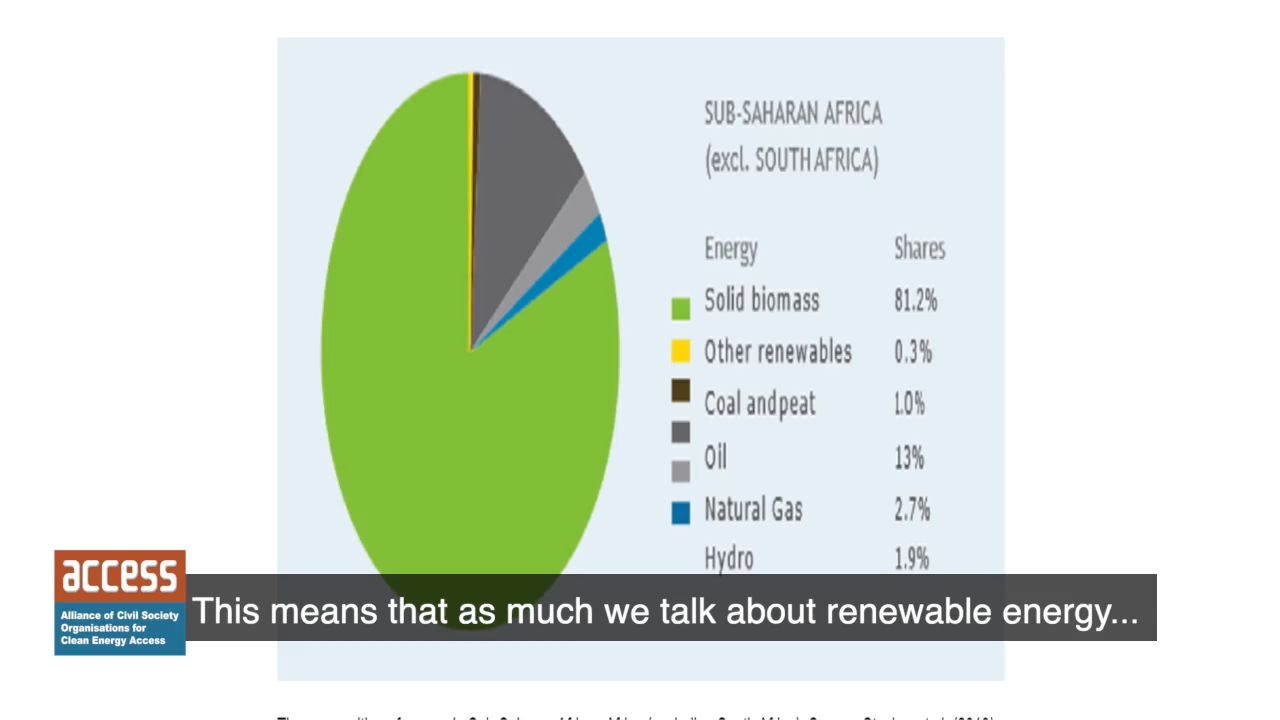 SUB-SAHARAN AFRICA
(excl. SOUTH AFRICA)
Energy Shares
Solid biomass 81.2%
Other renewables 0.3%
Coal andpeat 1.0%
Oil 13%
Natural Gas 2.7%
Hydro 1.9%
access
Alliance of Civil Society
Organisations for
Clean Energy Access
This means that as much we talk about renewable energy...